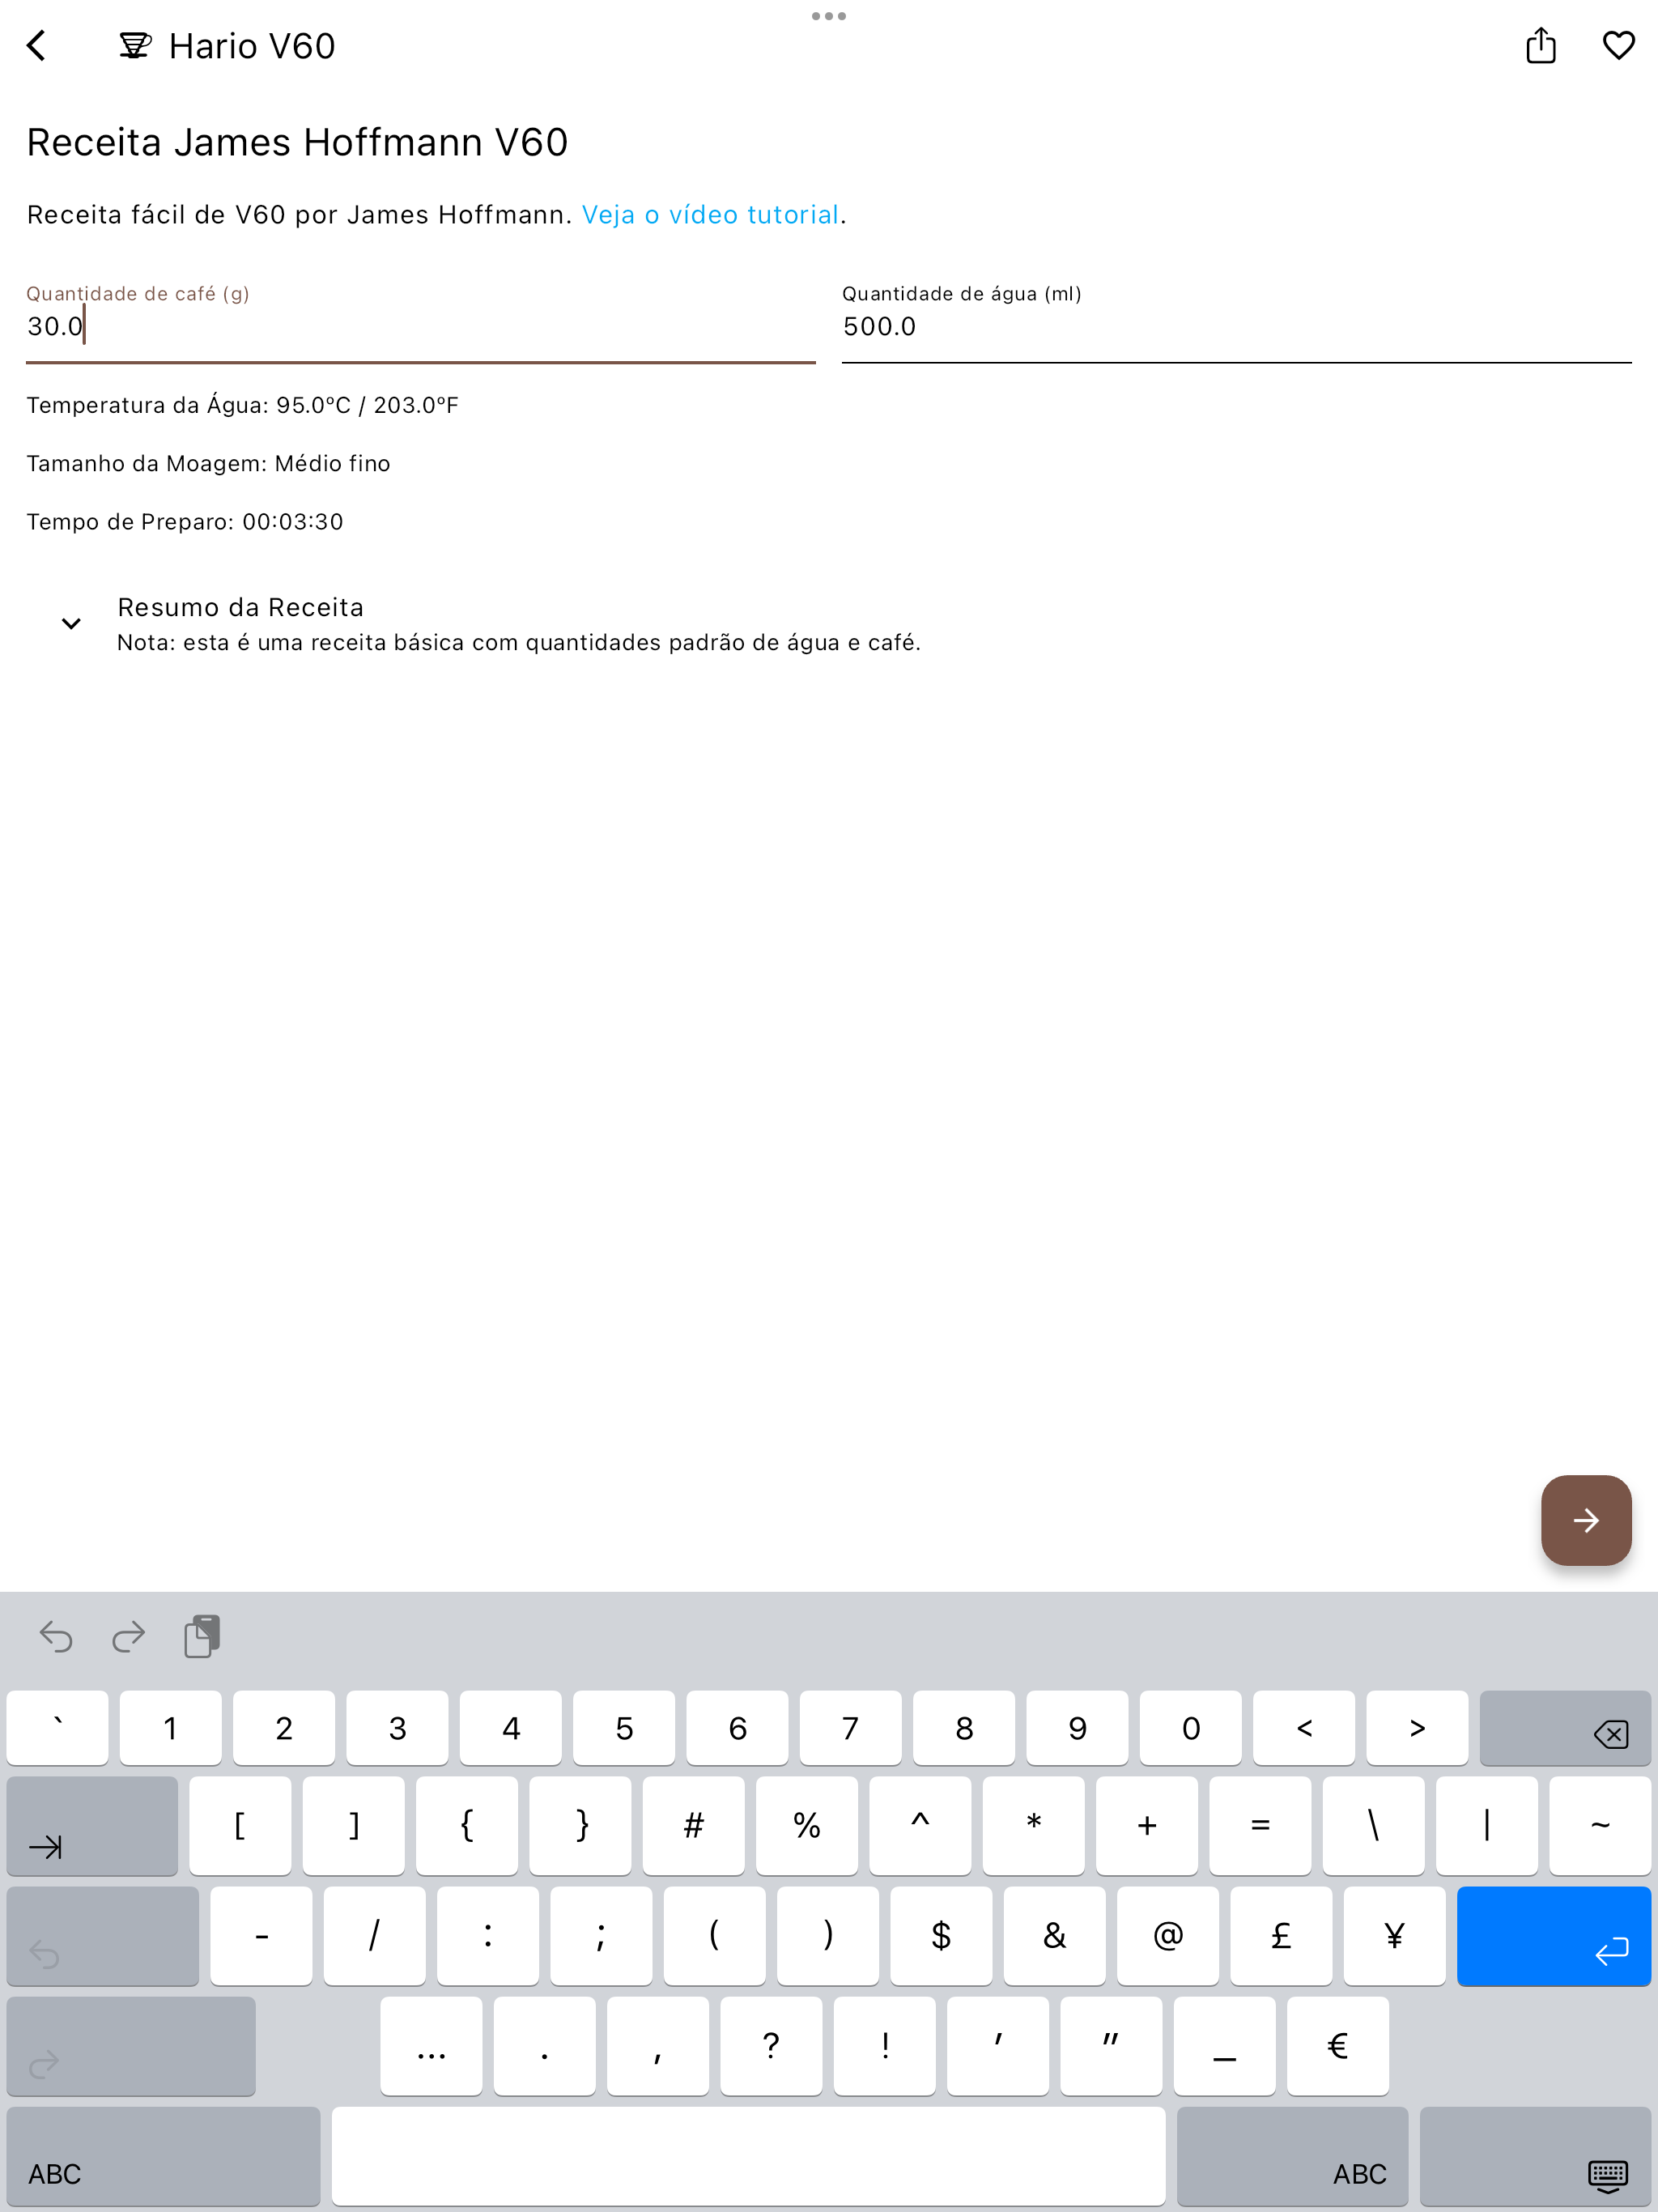 Hario V60
Receita James Hoffmann V60
Receita fácil de V60 por James Hoffmann. Veja o vídeo tutorial.
Quantidade de café (g)
30.0
Quantidade de água (ml)
500.0
Temperatura da Água: 95.0ºC / 203.0ºF
Tamanho da Moagem: Médio fino
Tempo de Preparo: 00:03:30
Resumo da Receita
Nota: esta é uma receita básica com quantidades padrão de água e café.
` 1 2 3 4 5 6 7 8 9 0 < >
[ ] { } # % ^ * + = \ | ~
- / : ; ( ) $ & @ £ ¥
... . , ? ! ' " _ €
ABC ABC